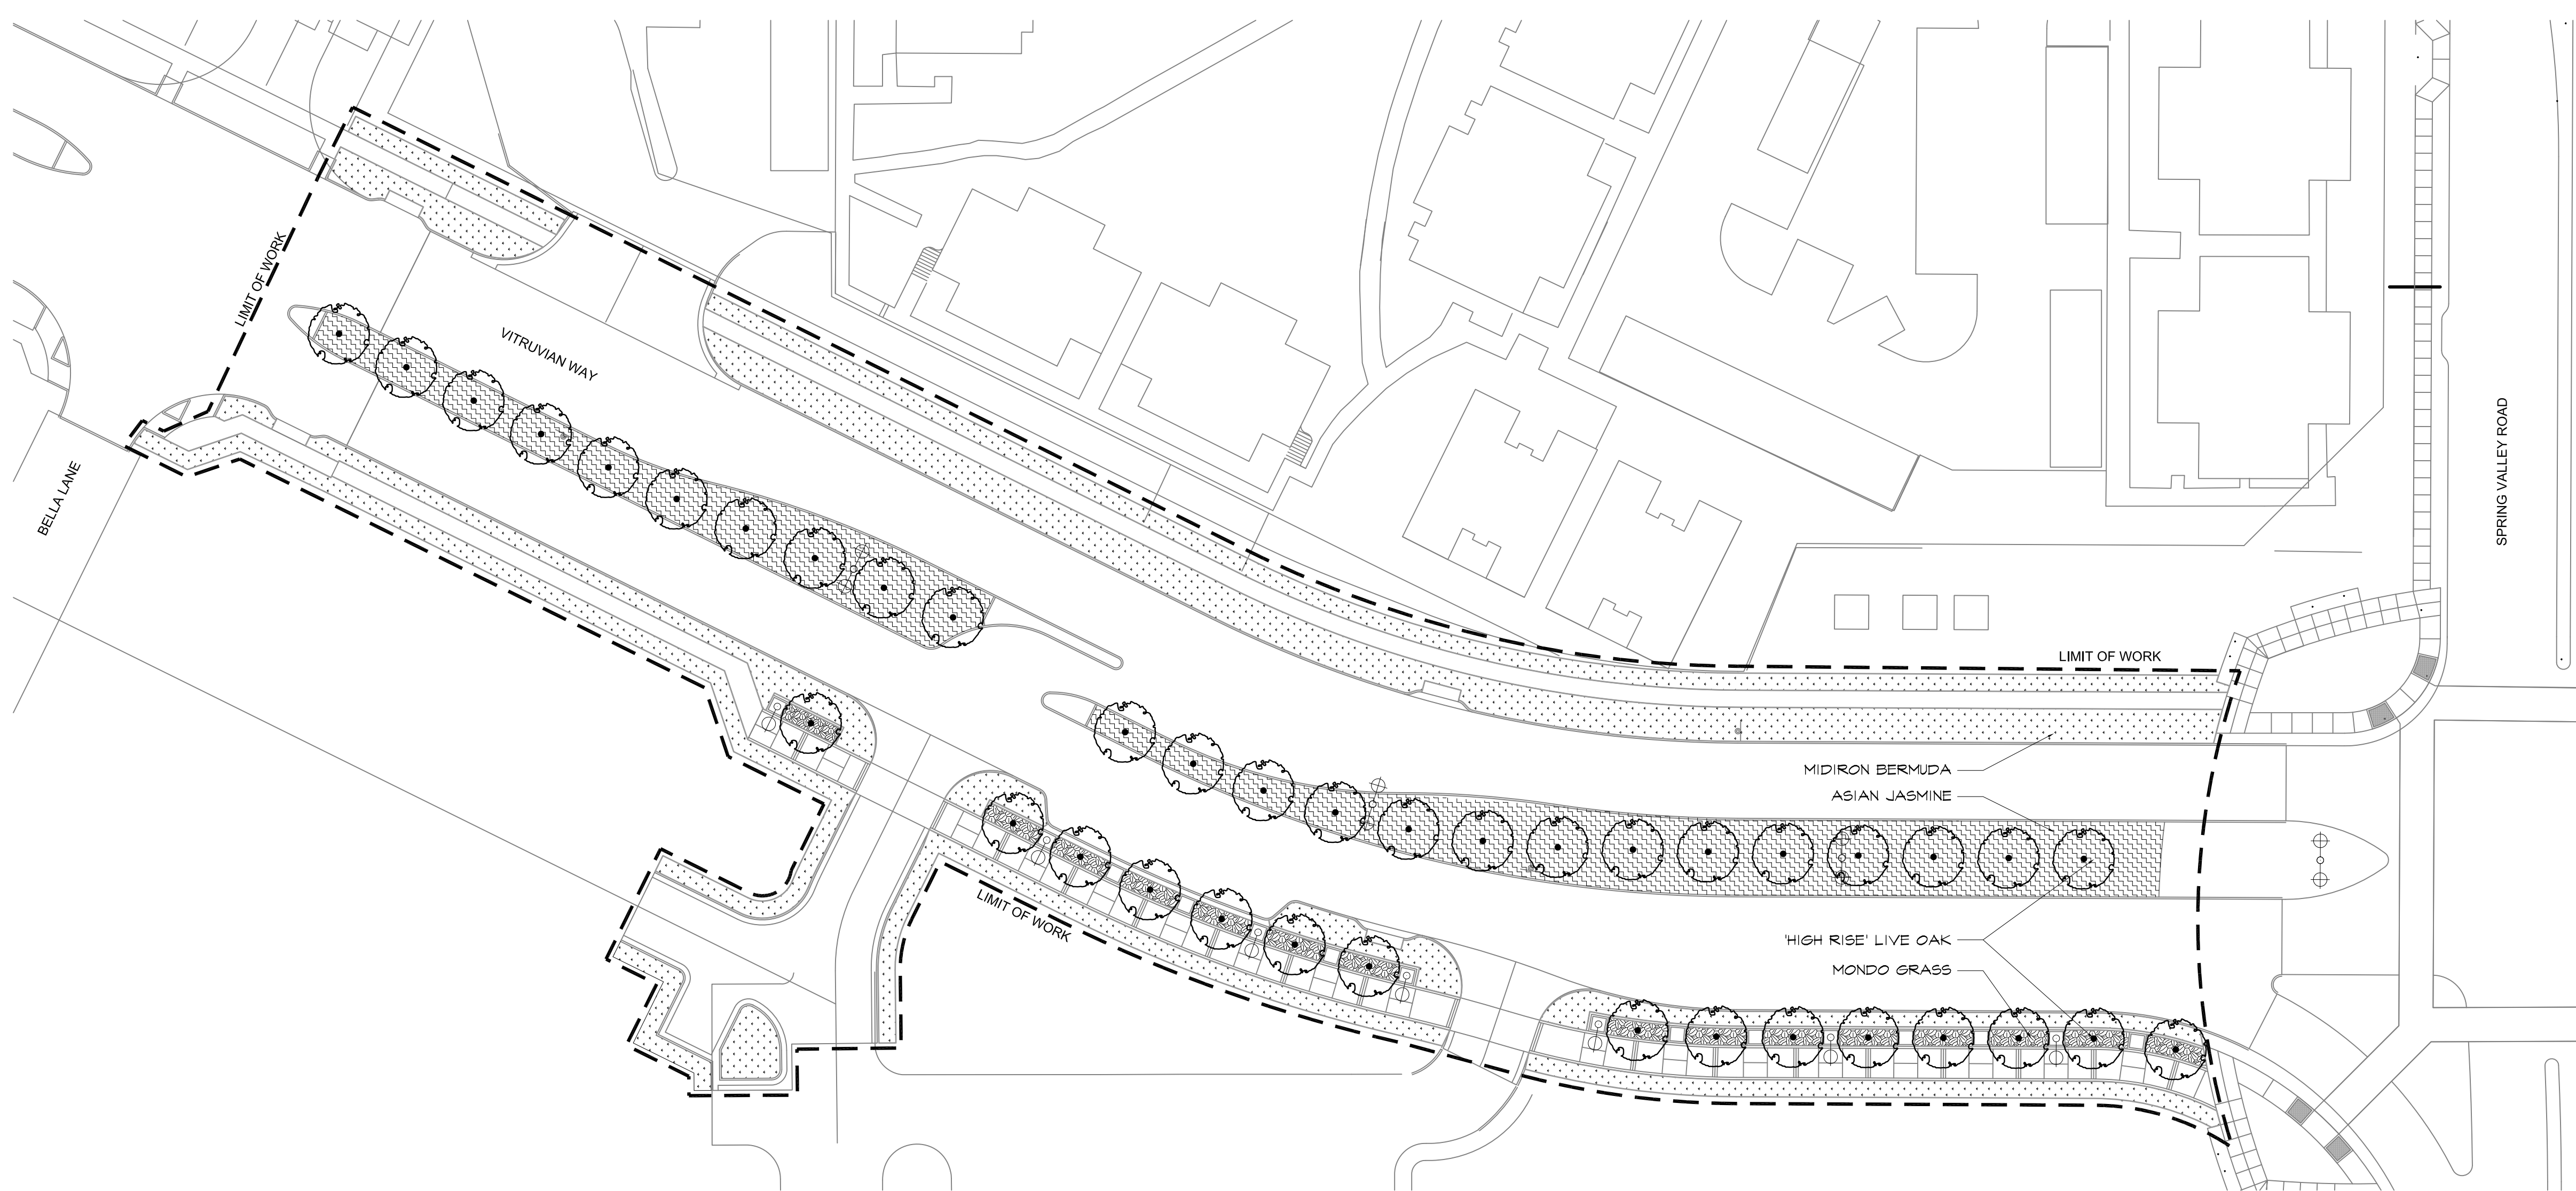 LIMIT OF WORK
VITRUVIAN WAY
BELLA LANE
SPRING VALLEY ROAD
LIMIT OF WORK
MIDIRON BERMUDA
ASIAN JASMINE
LIMIT OF WORK
'HIGH RISE' LIVE OAK
MONDO GRASS